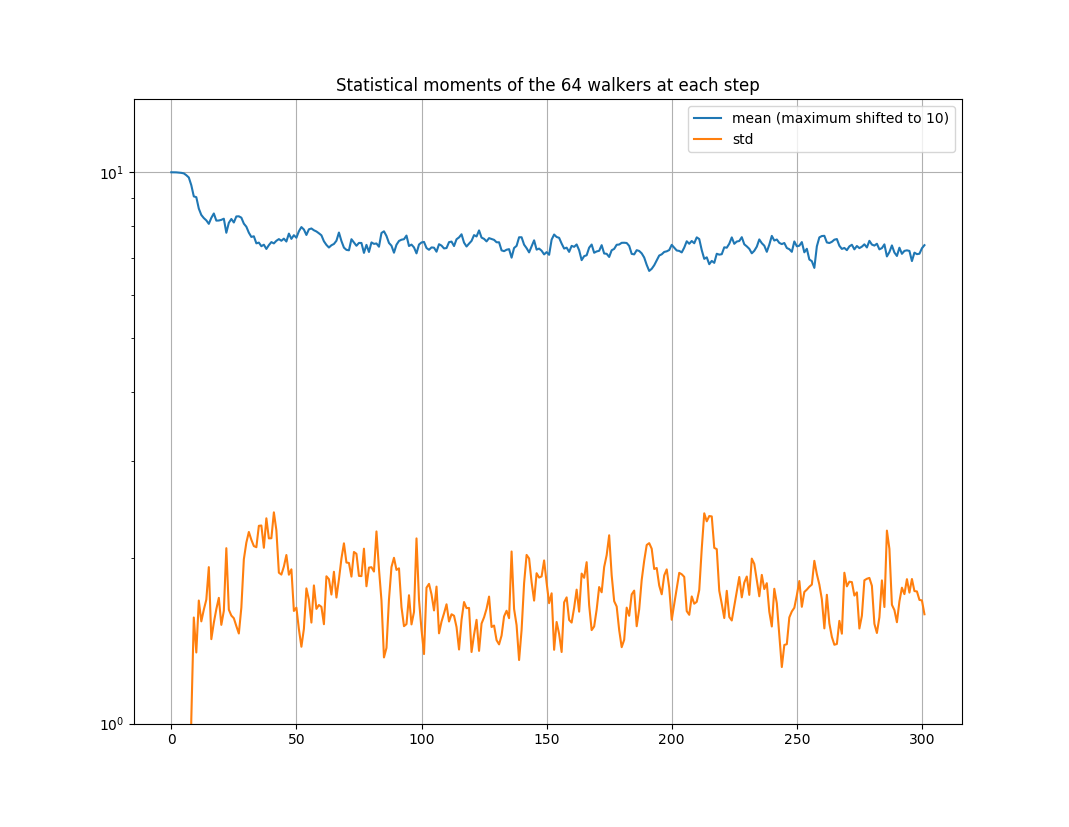 Statistical moments of the 64 walkers at each step
mean (maximum shifted to 10)
std
10¹
10⁰
0 50 100 150 200 250 300